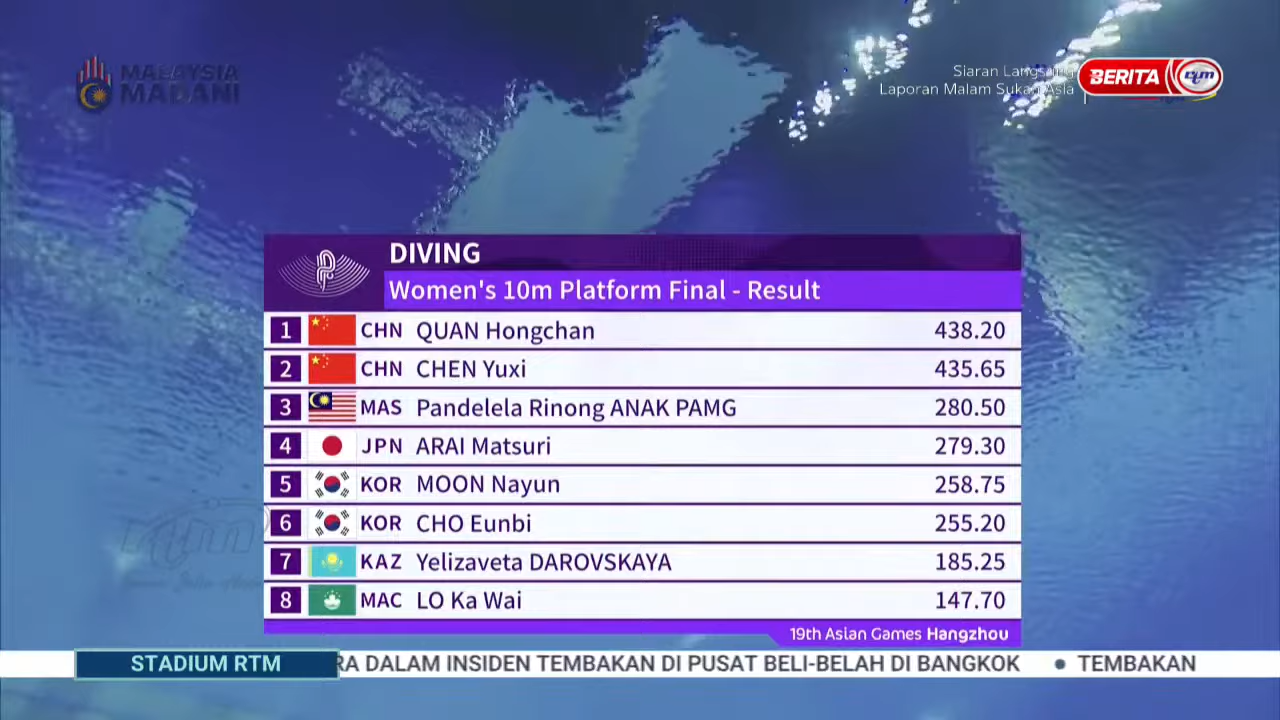 MALAYSIA
MADANI
Siaran Langsung
Laporan Malam Sukan Asia
BERITA rtm
DIVING
Women's 10m Platform Final - Result
1 CHN QUAN Hongchan 438.20
2 CHN CHEN Yuxi 435.65
3 MAS Pandelela Rinong ANAK PAMG 280.50
4 JPN ARAI Matsuri 279.30
5 KOR MOON Nayun 258.75
6 KOR CHO Eunbi 255.20
7 KAZ Yelizaveta DAROVSKAYA 185.25
8 MAC LO Ka Wai 147.70
19th Asian Games Hangzhou
STADIUM RTM RA DALAM INSIDEN TEMBAKAN DI PUSAT BELI-BELAH DI BANGKOK • TEMBAKAN